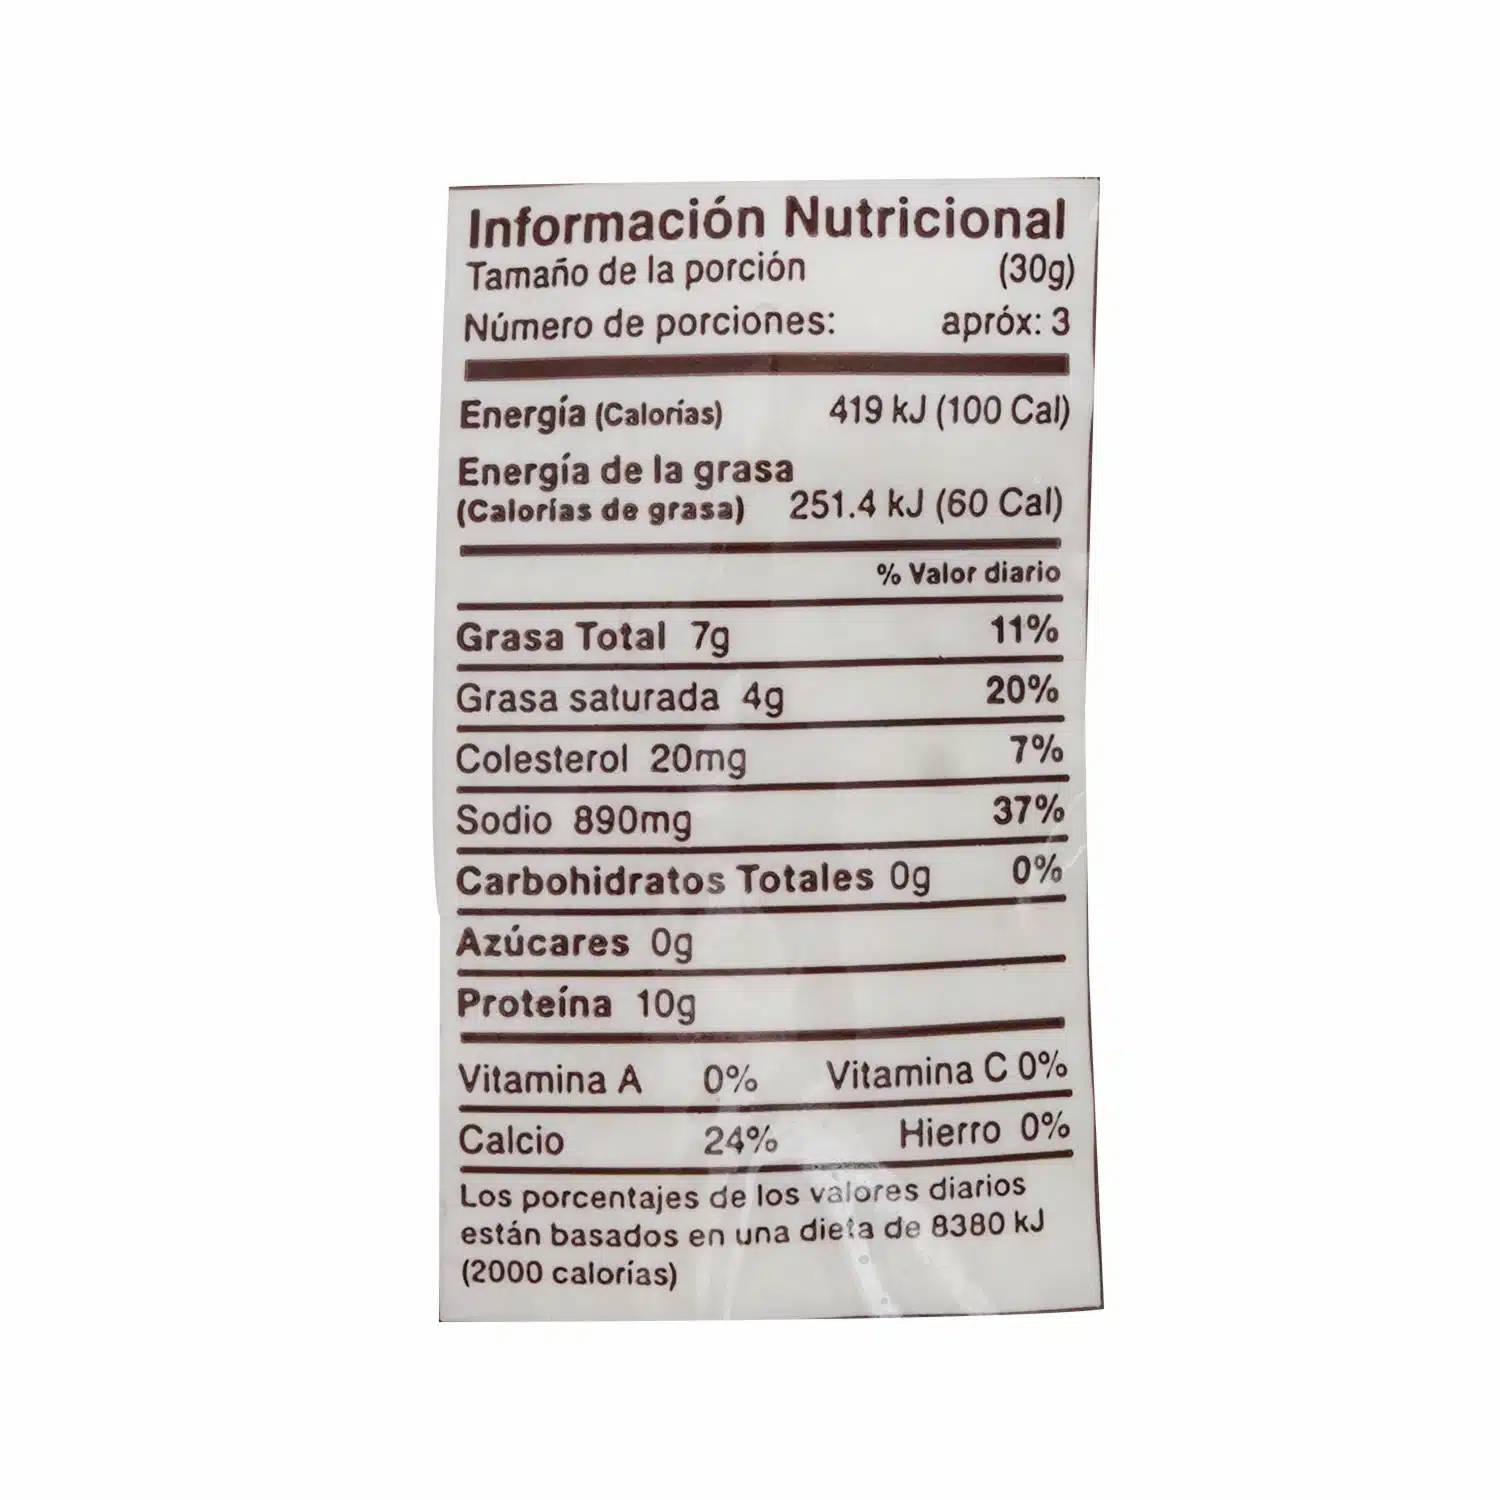 Información Nutricional
Tamaño de la porción (30g)
Número de porciones: apróx: 3
Energía (Calorías) 419 kJ (100 Cal)
Energía de la grasa
(Calorías de grasa) 251.4 kJ (60 Cal)
% Valor diario
Grasa Total 7g 11%
Grasa saturada 4g 20%
Colesterol 20mg 7%
Sodio 890mg 37%
Carbohidratos Totales 0g 0%
Azúcares 0g
Proteína 10g
Vitamina A 0% Vitamina C 0%
Calcio 24% Hierro 0%
Los porcentajes de los valores diarios
están basados en una dieta de 8380 kJ
(2000 calorías)